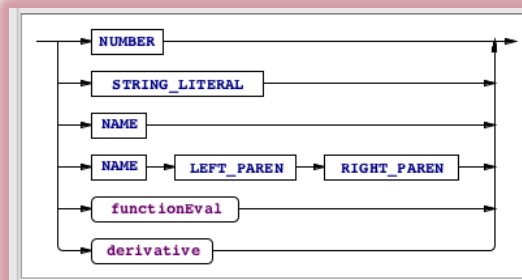 NUMBER
STRING_LITERAL
NAME
NAME LEFT_PAREN RIGHT_PAREN
functionEval
derivative